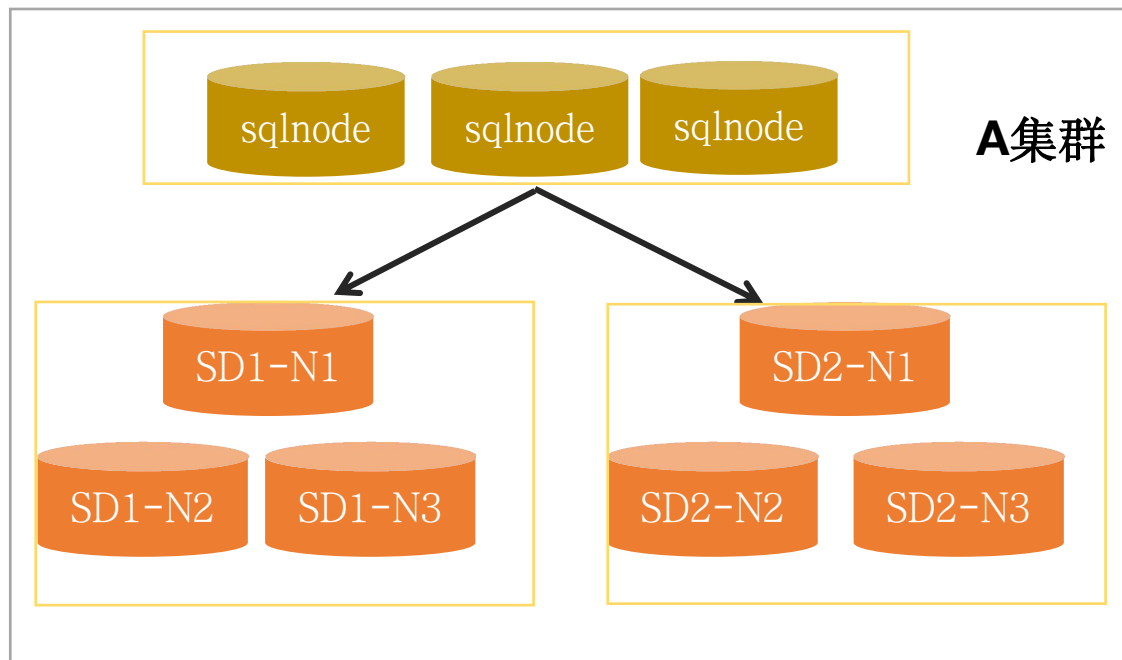 sqlnode
sqlnode
sqlnode
A集群
SD1-N1
SD2-N1
SD1-N2
SD1-N3
SD2-N2
SD2-N3